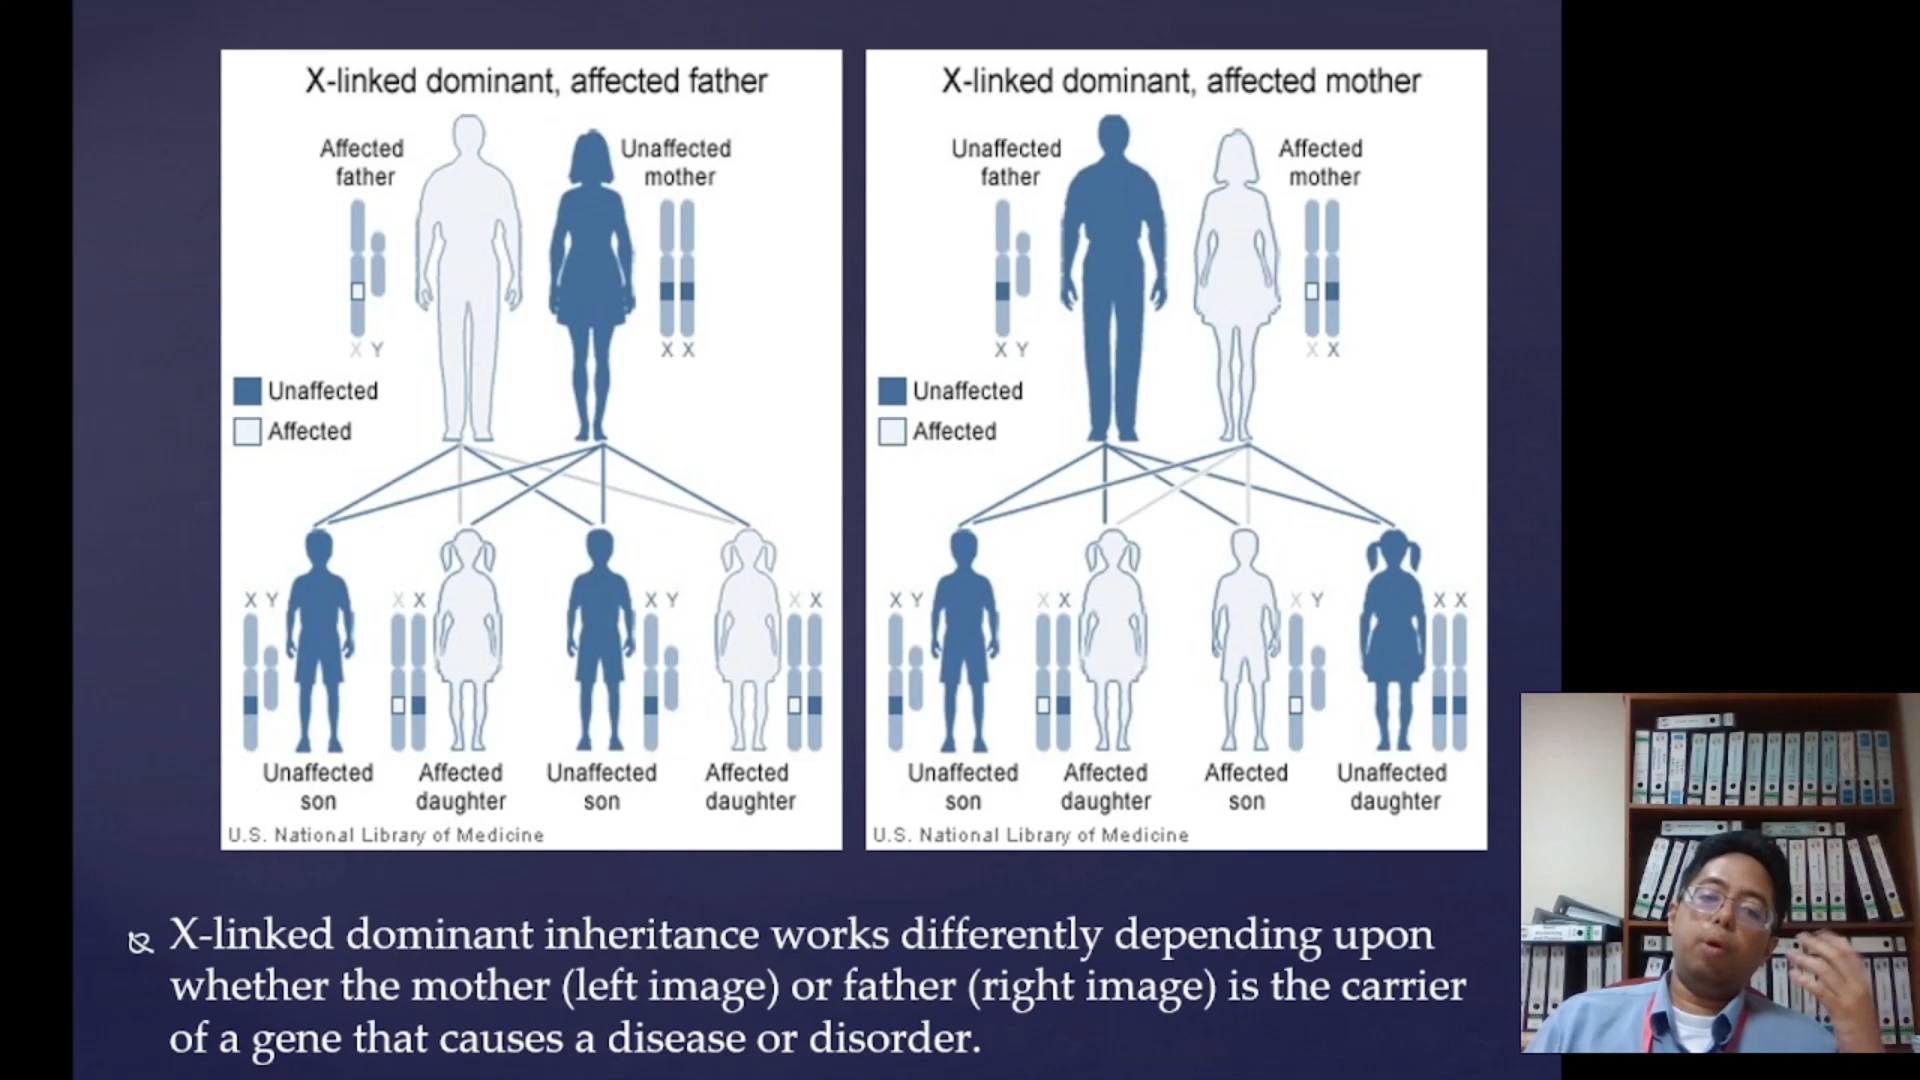 X-linked dominant, affected father
Affected
father
Unaffected
mother
X Y
X X
Unaffected
Affected
X Y
X X
X Y
X X
Unaffected
son
Affected
daughter
Unaffected
son
Affected
daughter
U.S. National Library of Medicine
X-linked dominant, affected mother
Unaffected
father
Affected
mother
X Y
X X
Unaffected
Affected
X Y
X X
X Y
X X
Unaffected
son
Affected
daughter
Affected
son
Unaffected
daughter
U.S. National Library of Medicine
X-linked dominant inheritance works differently depending upon
whether the mother (left image) or father (right image) is the carrier
of a gene that causes a disease or disorder.